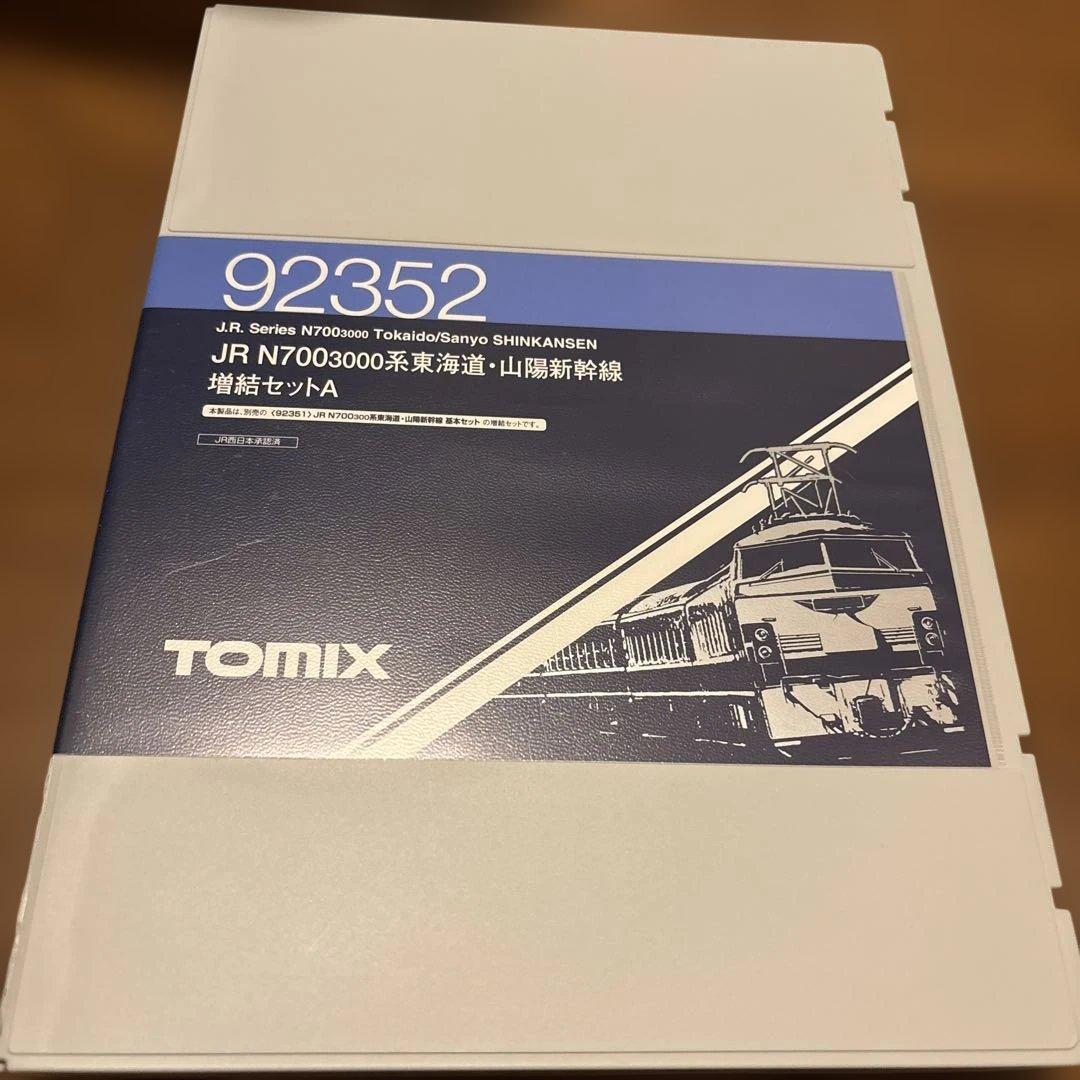 92352
J.R. Series N7003000 Tokaido/Sanyo SHINKANSEN
JR N7003000系東海道・山陽新幹線
増結セットA
本製品は、別売の〈92351〉JR N700300系東海道・山陽新幹線 基本セット の増結セットです。
JR西日本承認済
TOMIX